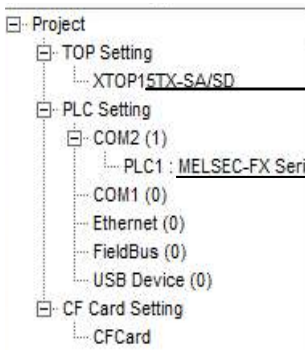 Project
TOP Setting
XTOP15TX-SA/SD
PLC Setting
COM2 (1)
PLC1 : MELSEC-FX Seri
COM1 (0)
Ethernet (0)
FieldBus (0)
USB Device (0)
CF Card Setting
CFCard